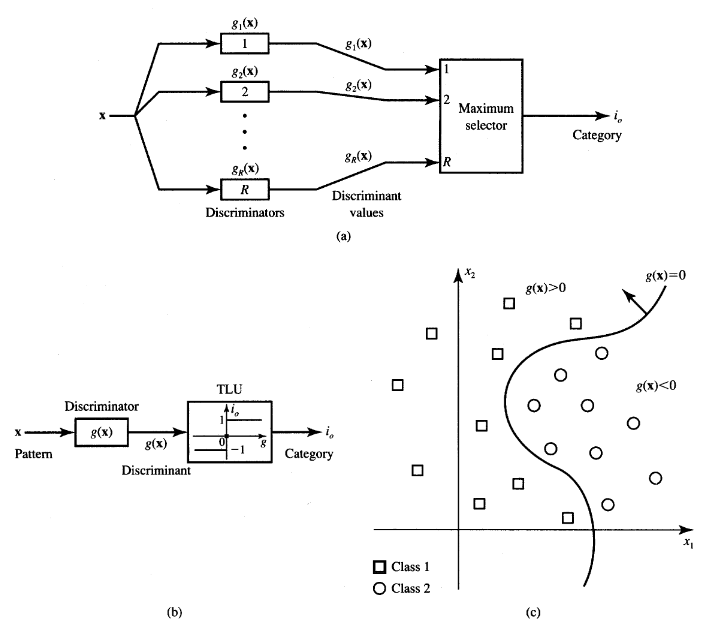 g₁(x)
1
g₁(x)
g₂(x)
2
g₂(x)
x
gR(x)
R
gR(x)
1
2
R
Maximum
selector
iₒ
Category
Discriminators
Discriminant
values
(a)
x
Pattern
Discriminator
g(x)
g(x)
Discriminant
TLU
iₒ
1
0
g
−1
iₒ
Category
(b)
x₂
g(x)>0
g(x)=0
g(x)<0
x₁
Class 1
Class 2
(c)